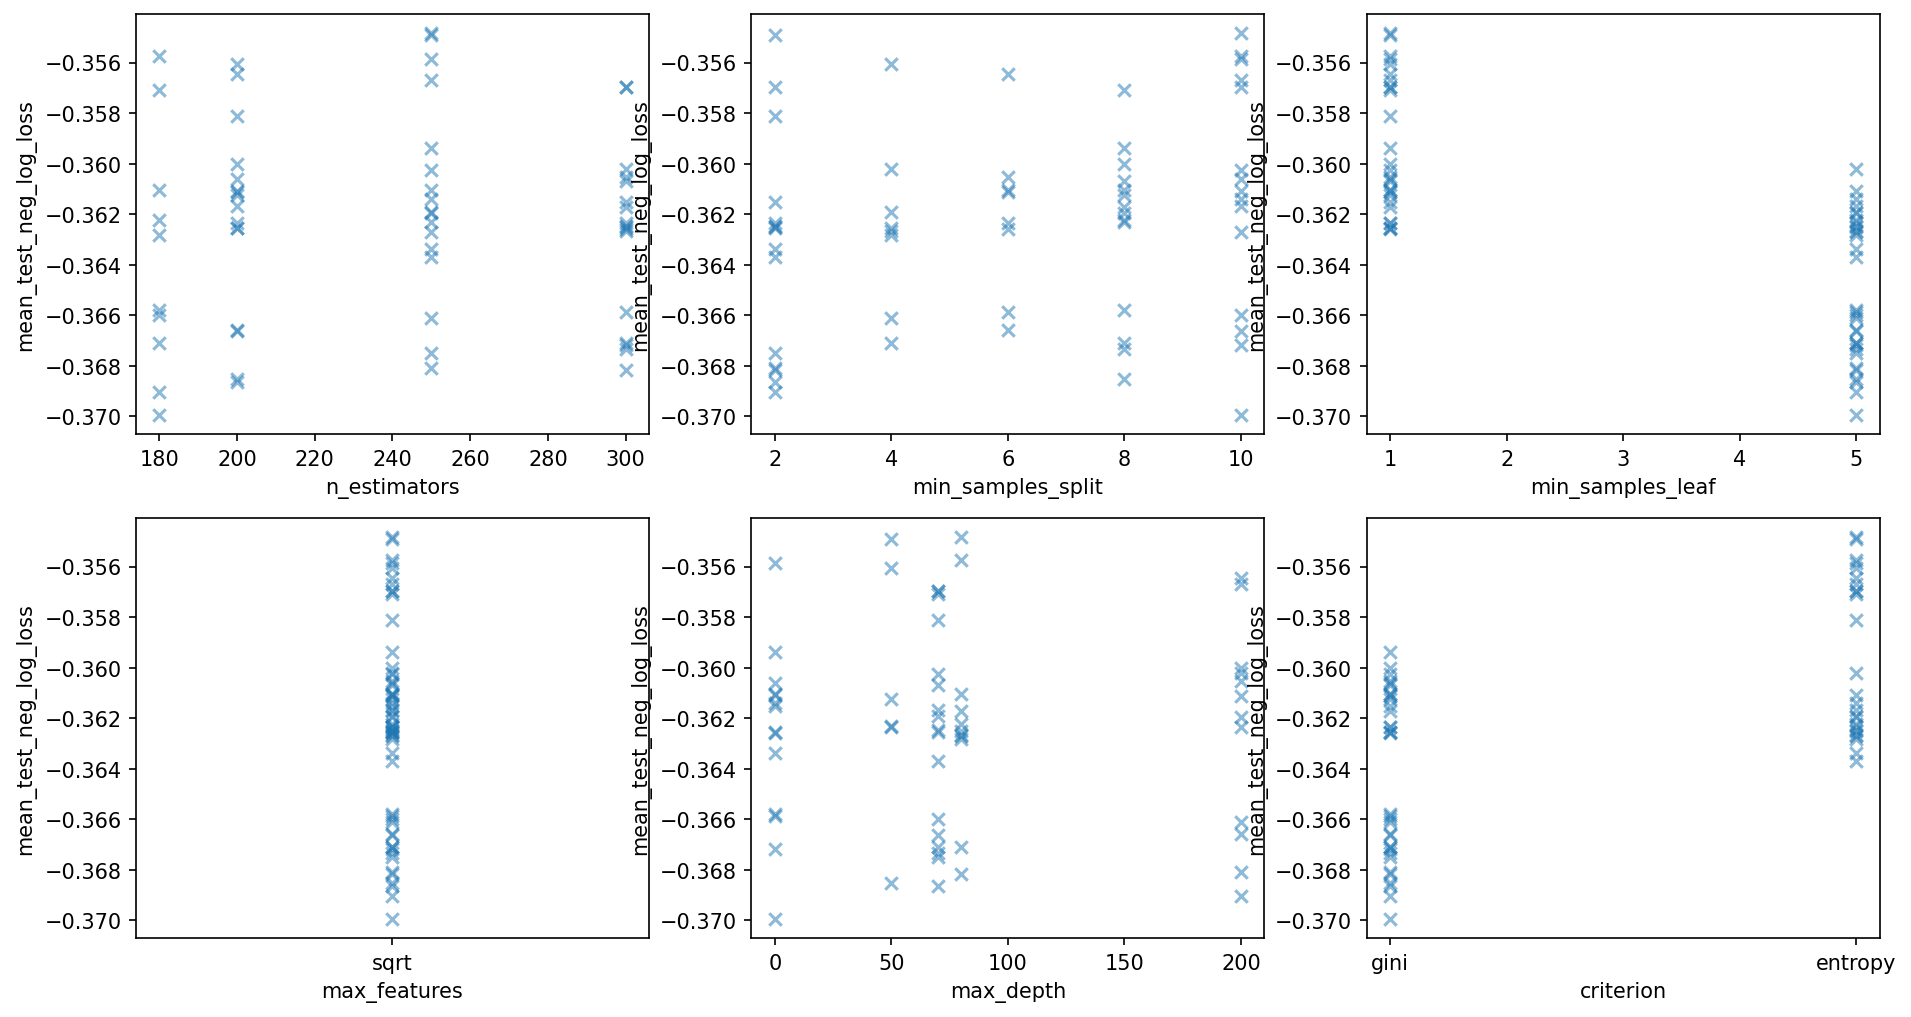 mean_test_neg_log_loss
−0.356
−0.358
−0.360
−0.362
−0.364
−0.366
−0.368
−0.370
180 200 220 240 260 280 300
n_estimators
mean_test_neg_log_loss
−0.356
−0.358
−0.360
−0.362
−0.364
−0.366
−0.368
−0.370
2 4 6 8 10
min_samples_split
mean_test_neg_log_loss
−0.356
−0.358
−0.360
−0.362
−0.364
−0.366
−0.368
−0.370
1 2 3 4 5
min_samples_leaf
mean_test_neg_log_loss
−0.356
−0.358
−0.360
−0.362
−0.364
−0.366
−0.368
−0.370
sqrt
max_features
mean_test_neg_log_loss
−0.356
−0.358
−0.360
−0.362
−0.364
−0.366
−0.368
−0.370
0 50 100 150 200
max_depth
mean_test_neg_log_loss
−0.356
−0.358
−0.360
−0.362
−0.364
−0.366
−0.368
−0.370
gini entropy
criterion